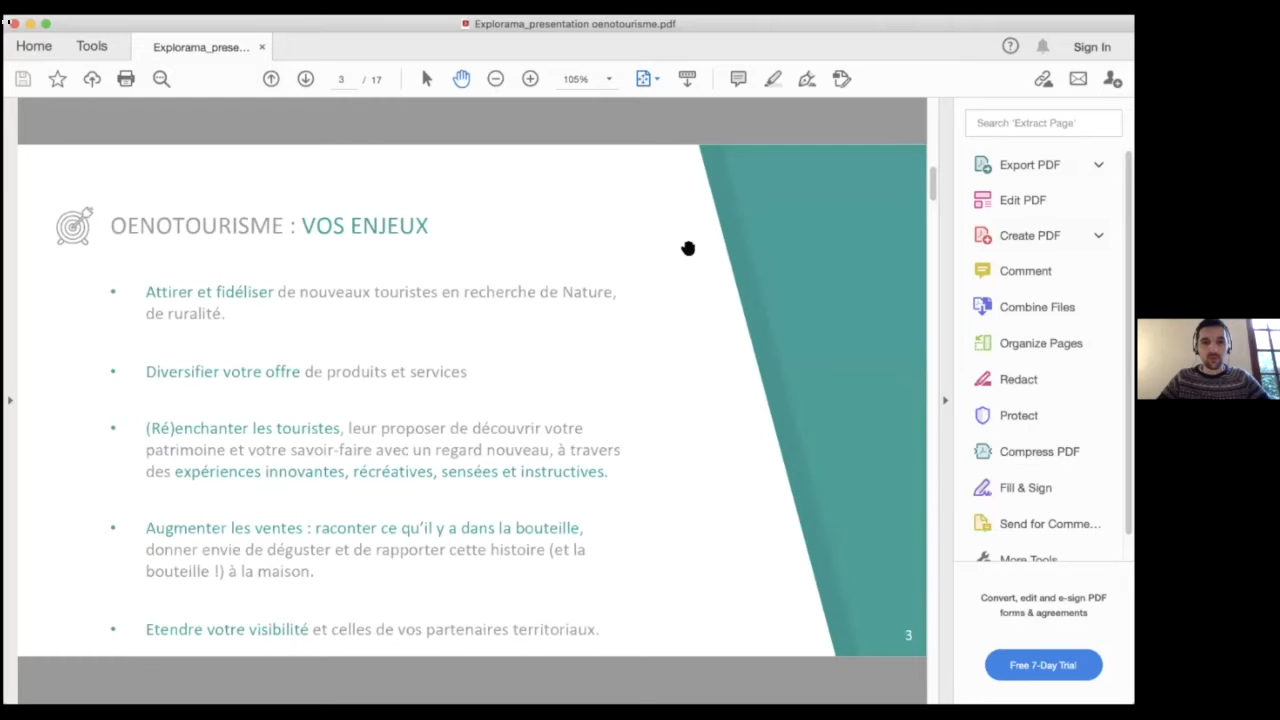 Explorama_presentation oenotourisme.pdf
Home
Tools
Explorama_prese... ×
? Sign In
3 / 17
105%
Search 'Extract Page'
OENOTOURISME : VOS ENJEUX
• Attirer et fidéliser de nouveaux touristes en recherche de Nature,
de ruralité.
• Diversifier votre offre de produits et services
• (Ré)enchanter les touristes, leur proposer de découvrir votre
patrimoine et votre savoir-faire avec un regard nouveau, à travers
des expériences innovantes, récréatives, sensées et instructives.
• Augmenter les ventes : raconter ce qu'il y a dans la bouteille,
donner envie de déguster et de rapporter cette histoire (et la
bouteille !) à la maison.
• Etendre votre visibilité et celles de vos partenaires territoriaux.
3
Export PDF
Edit PDF
Create PDF
Comment
Combine Files
Organize Pages
Redact
Protect
Compress PDF
Fill & Sign
Send for Comme...
More Tools
Convert, edit and e-sign PDF
forms & agreements
Free 7-Day Trial